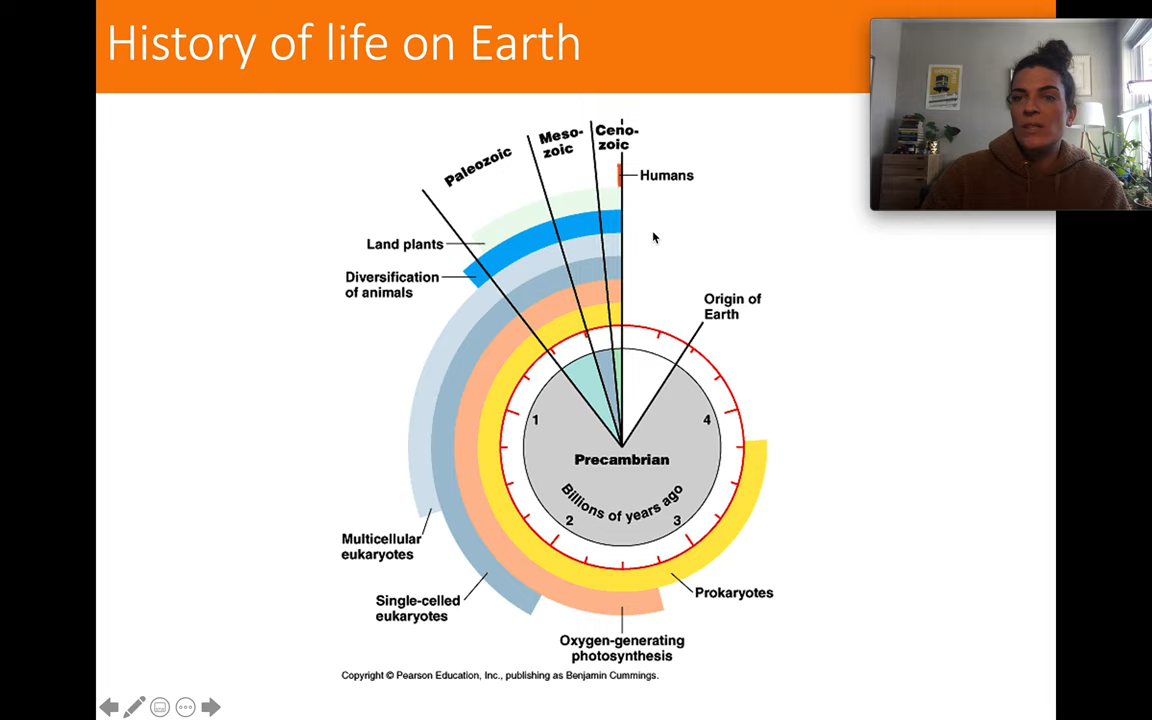 History of life on Earth
Paleozoic
Meso-
zoic
Ceno-
zoic
Humans
Land plants
Diversification
of animals
Origin of
Earth
1
4
Precambrian
Billions of years ago
2
3
Multicellular
eukaryotes
Single-celled
eukaryotes
Prokaryotes
Oxygen-generating
photosynthesis
Copyright © Pearson Education, Inc., publishing as Benjamin Cummings.